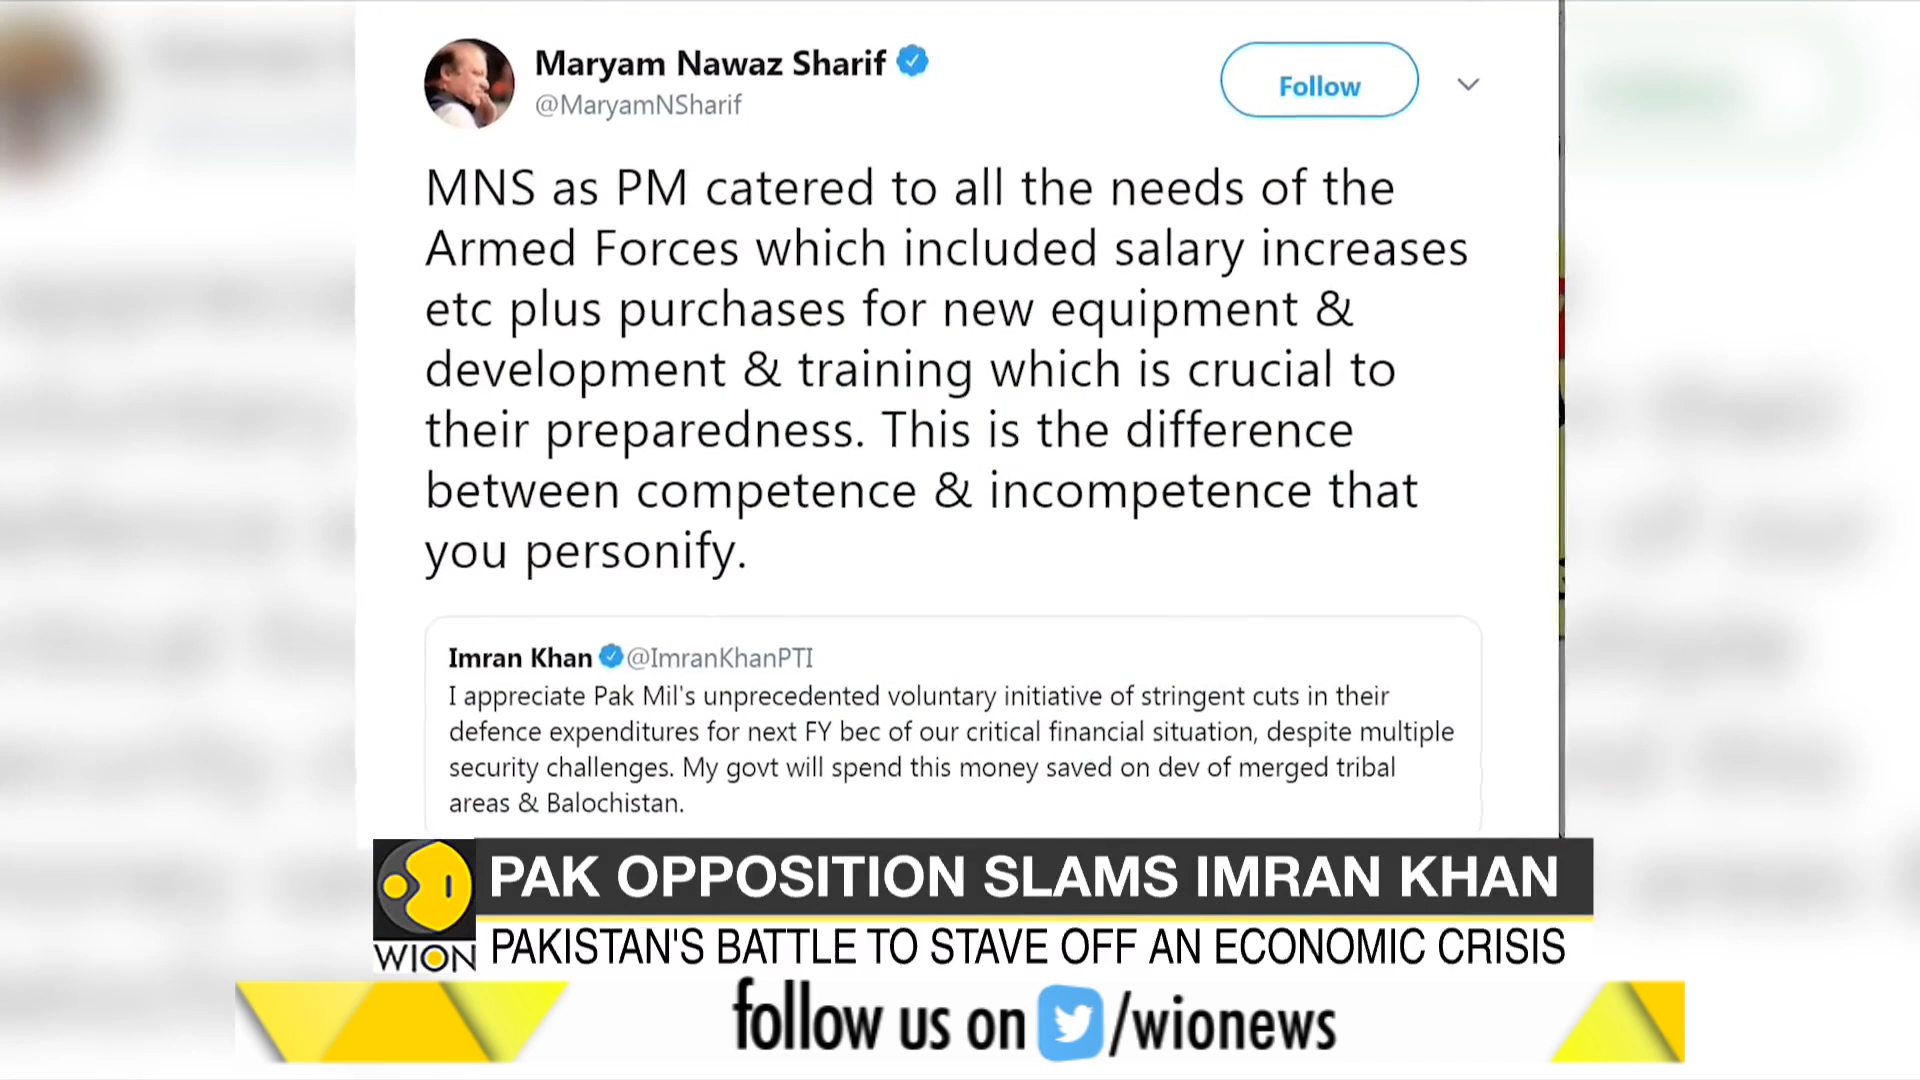 Maryam Nawaz Sharif
@MaryamNSharif
Follow
MNS as PM catered to all the needs of the
Armed Forces which included salary increases
etc plus purchases for new equipment &
development & training which is crucial to
their preparedness. This is the difference
between competence & incompetence that
you personify.
Imran Khan @ImranKhanPTI
I appreciate Pak Mil's unprecedented voluntary initiative of stringent cuts in their
defence expenditures for next FY bec of our critical financial situation, despite multiple
security challenges. My govt will spend this money saved on dev of merged tribal
areas & Balochistan.
PAK OPPOSITION SLAMS IMRAN KHAN
WION
PAKISTAN'S BATTLE TO STAVE OFF AN ECONOMIC CRISIS
follow us on /wionews